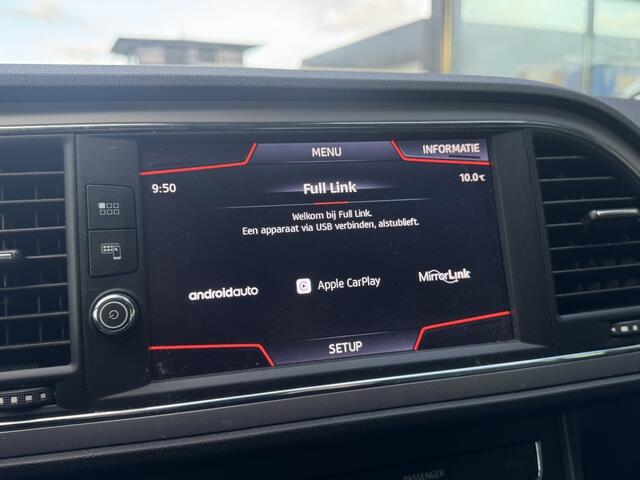 MENU
INFORMATIE
9:50
Full Link
10.0°C
Welkom bij Full Link.
Een apparaat via USB verbinden, alstublieft.
androidauto
Apple CarPlay
MirrorLink
SETUP
PASSENGER